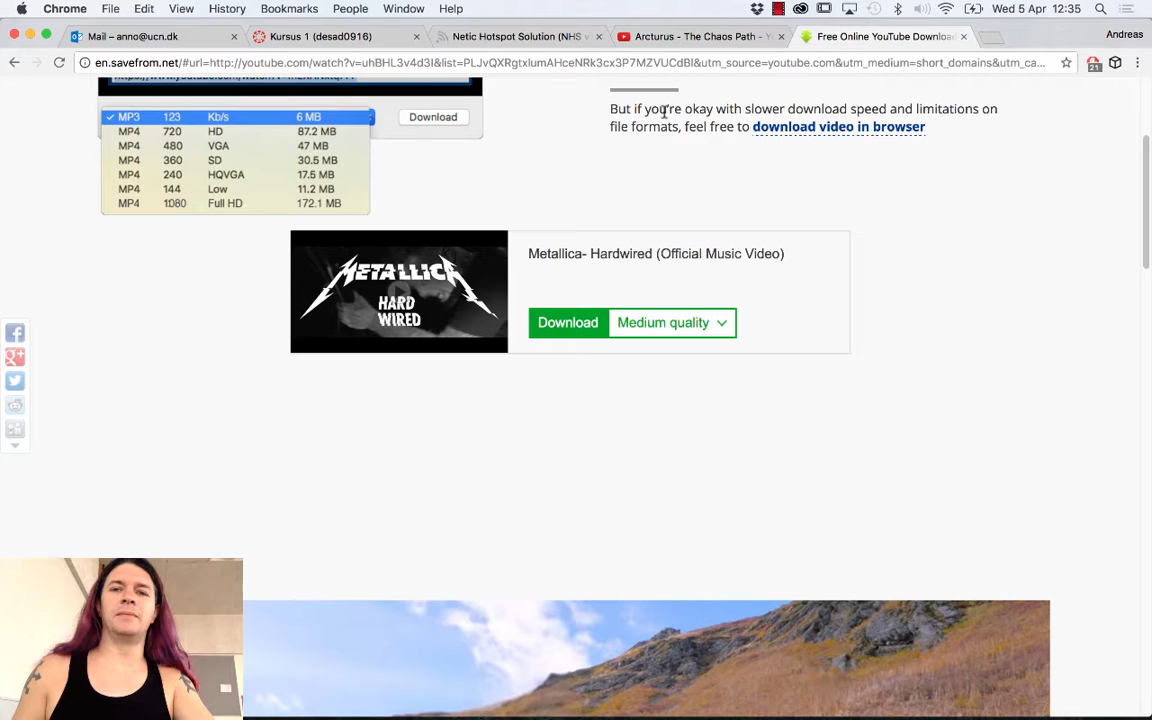 Chrome File Edit View History Bookmarks People Window Help
21 Wed 5 Apr 12:35
Mail – anno@ucn.dk
Kursus 1 (desad0916)
Netic Hotspot Solution (NHS v
Arcturus - The Chaos Path - Y
Free Online YouTube Downloa
Andreas
en.savefrom.net/#url=http://youtube.com/watch?v=uhBHL3v4d3I&list=PLJvQXRgtxlumAHceNRk3cx3P7MZVUCdBl&utm_source=youtube.com&utm_medium=short_domains&utm_ca...
MP3 123 Kb/s 6 MB
MP4 720 HD 87.2 MB
MP4 480 VGA 47 MB
MP4 360 SD 30.5 MB
MP4 240 HQVGA 17.5 MB
MP4 144 Low 11.2 MB
MP4 1080 Full HD 172.1 MB
Download
But if you're okay with slower download speed and limitations on
file formats, feel free to download video in browser
METALLICA
HARD
WIRED
Metallica- Hardwired (Official Music Video)
Download Medium quality